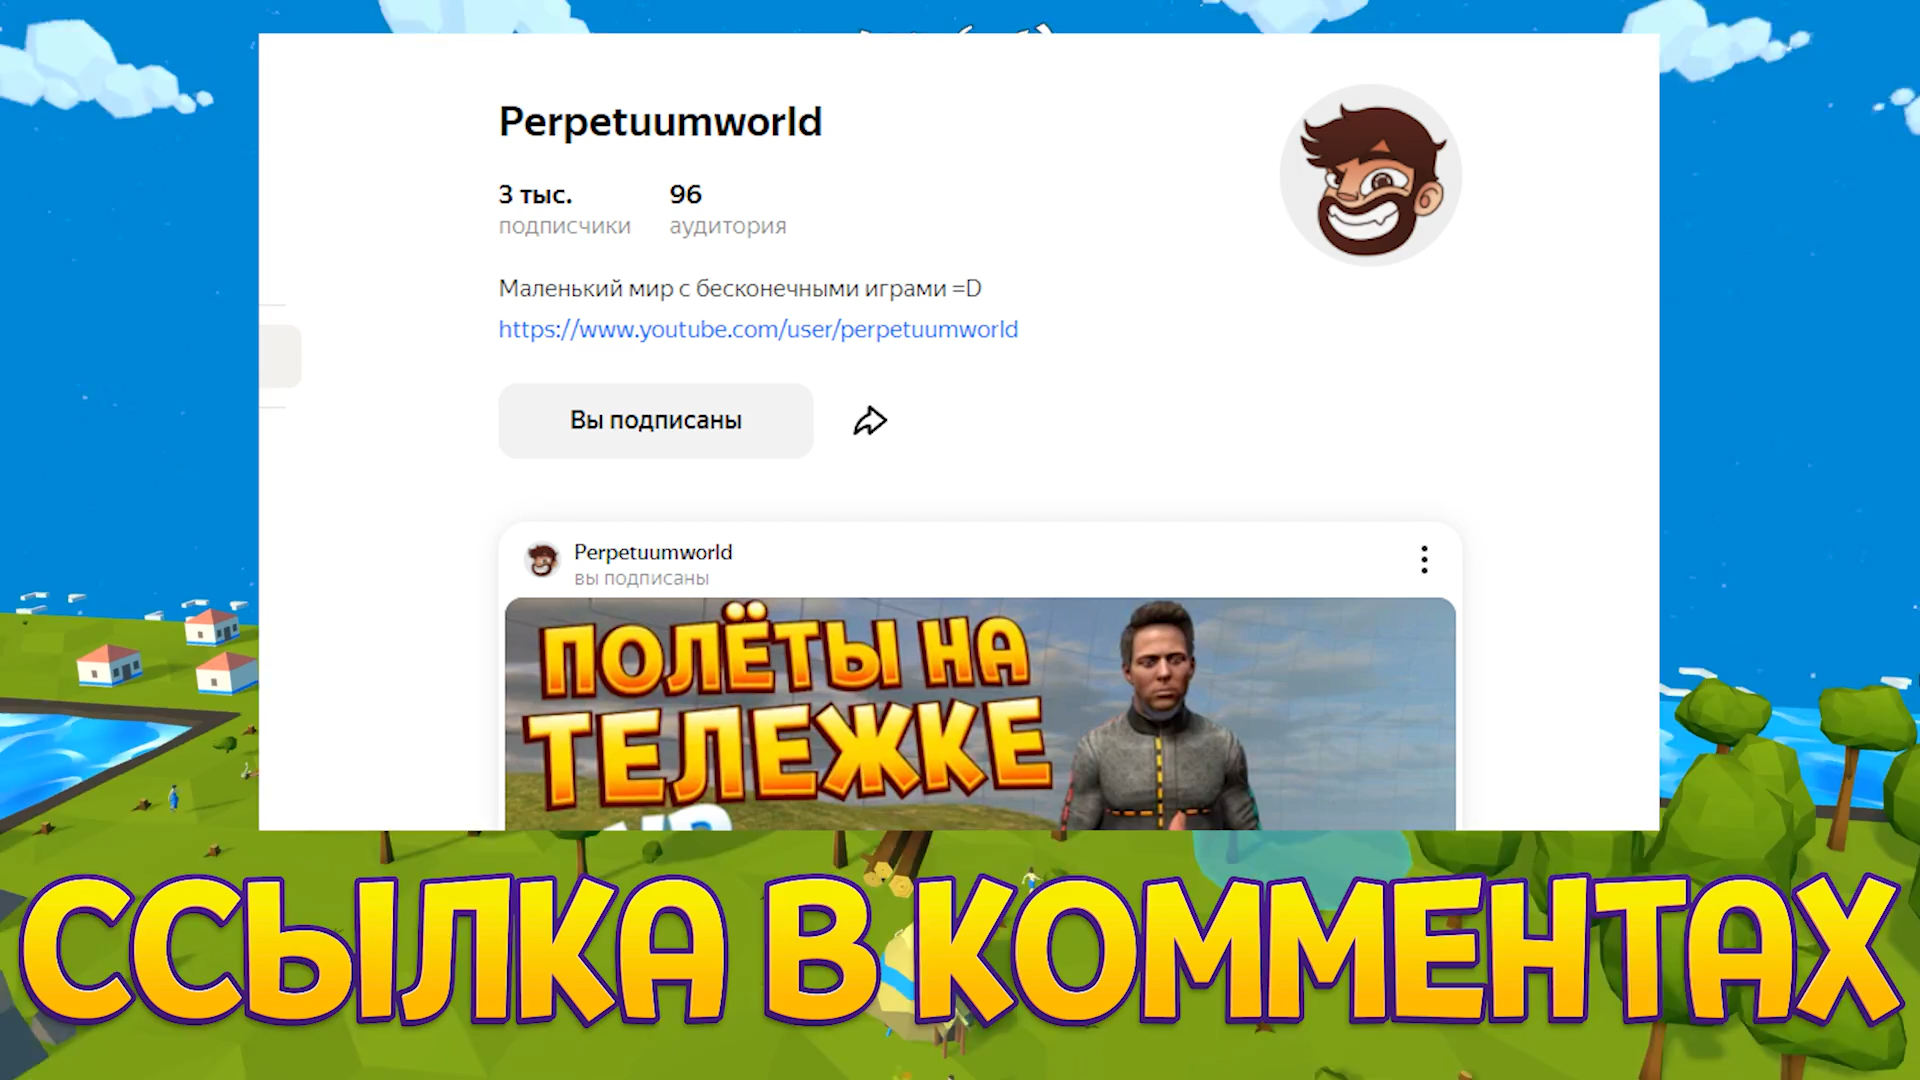 Perpetuumworld
3 тыс. 96
подписчики аудитория
Маленький мир с бесконечными играми =D
https://www.youtube.com/user/perpetuumworld
Вы подписаны
Perpetuumworld
вы подписаны
ПОЛЁТЫ НА
ТЕЛЕЖКЕ
ССЫЛКА В КОММЕНТАХ